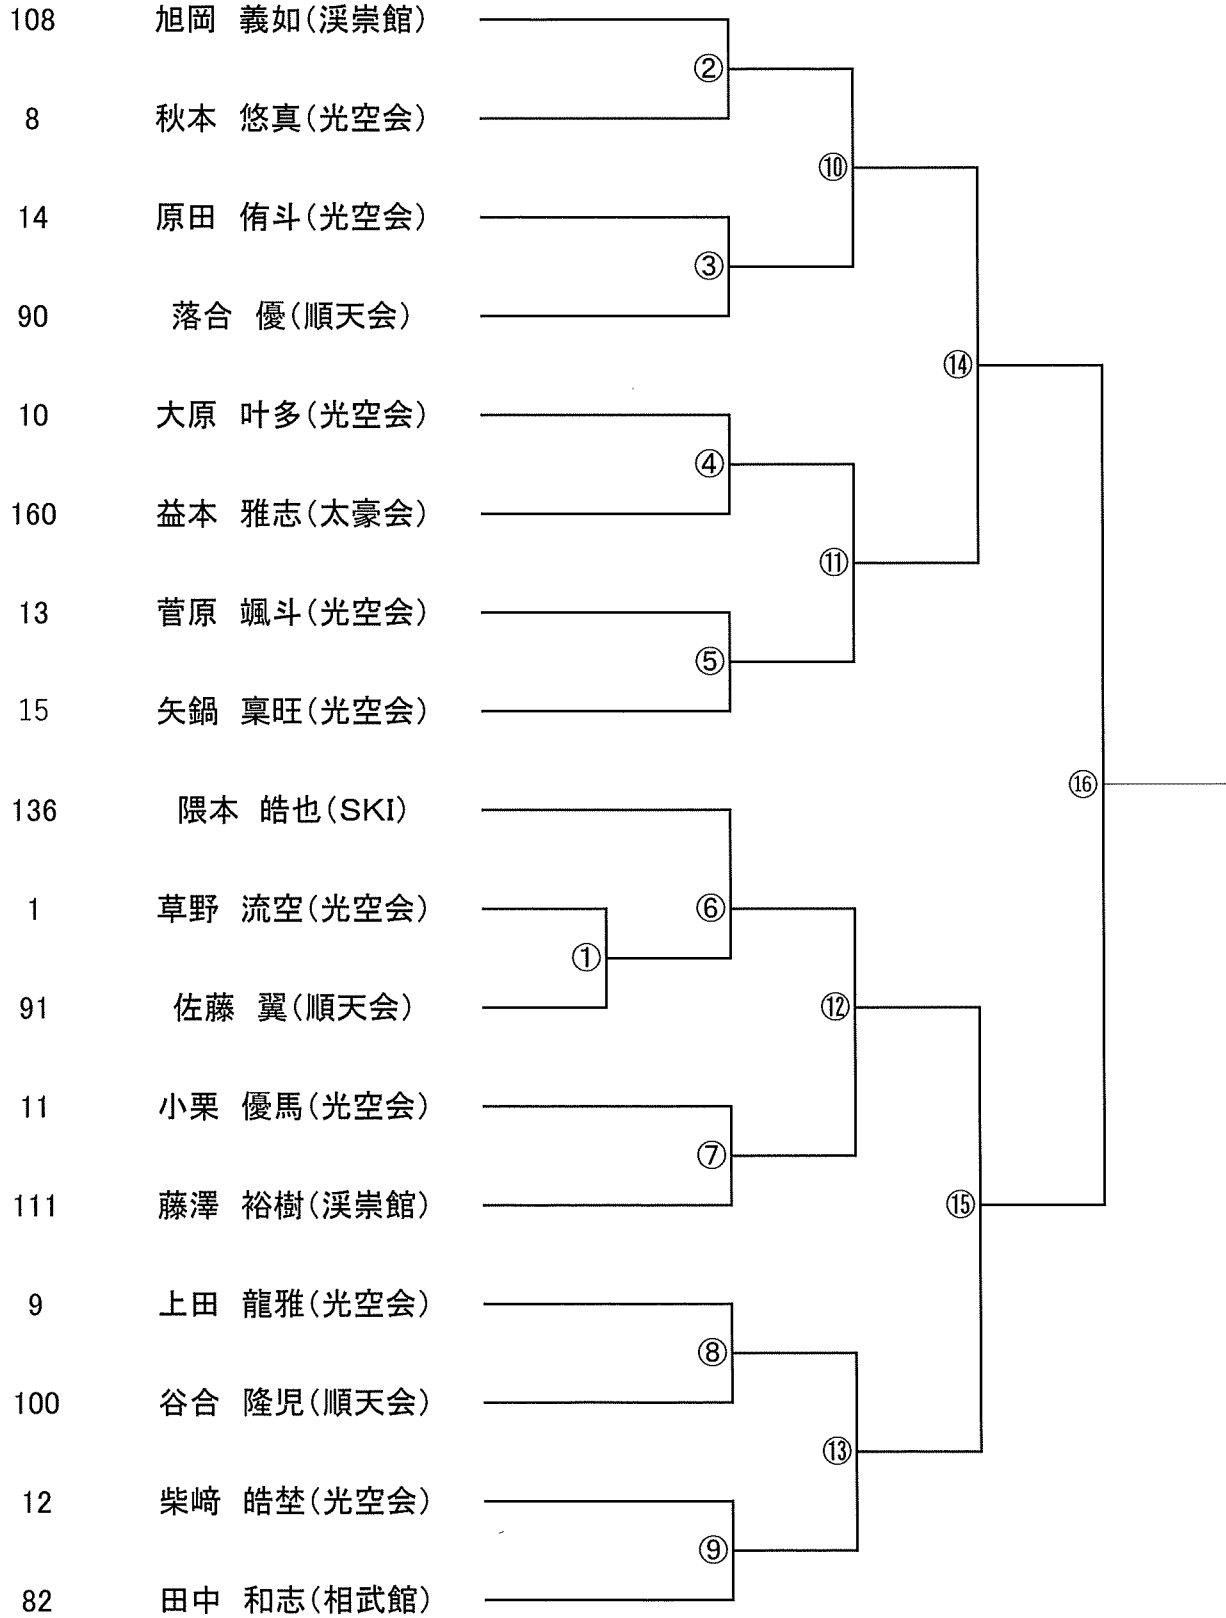 108 旭岡 義如(渓崇館)
②
8 秋本 悠真(光空会)
⑩
14 原田 侑斗(光空会)
③
90 落合 優(順天会)
⑭
10 大原 叶多(光空会)
④
160 益本 雅志(太豪会)
⑪
13 菅原 颯斗(光空会)
⑤
15 矢鍋 稟旺(光空会)
⑯
136 隈本 皓也(SKI)
1 草野 流空(光空会)
⑥
①
91 佐藤 翼(順天会)
⑫
11 小栗 優馬(光空会)
⑦
111 藤澤 裕樹(渓崇館)
⑮
9 上田 龍雅(光空会)
⑧
100 谷合 隆児(順天会)
⑬
12 柴﨑 皓埜(光空会)
⑨
82 田中 和志(相武館)